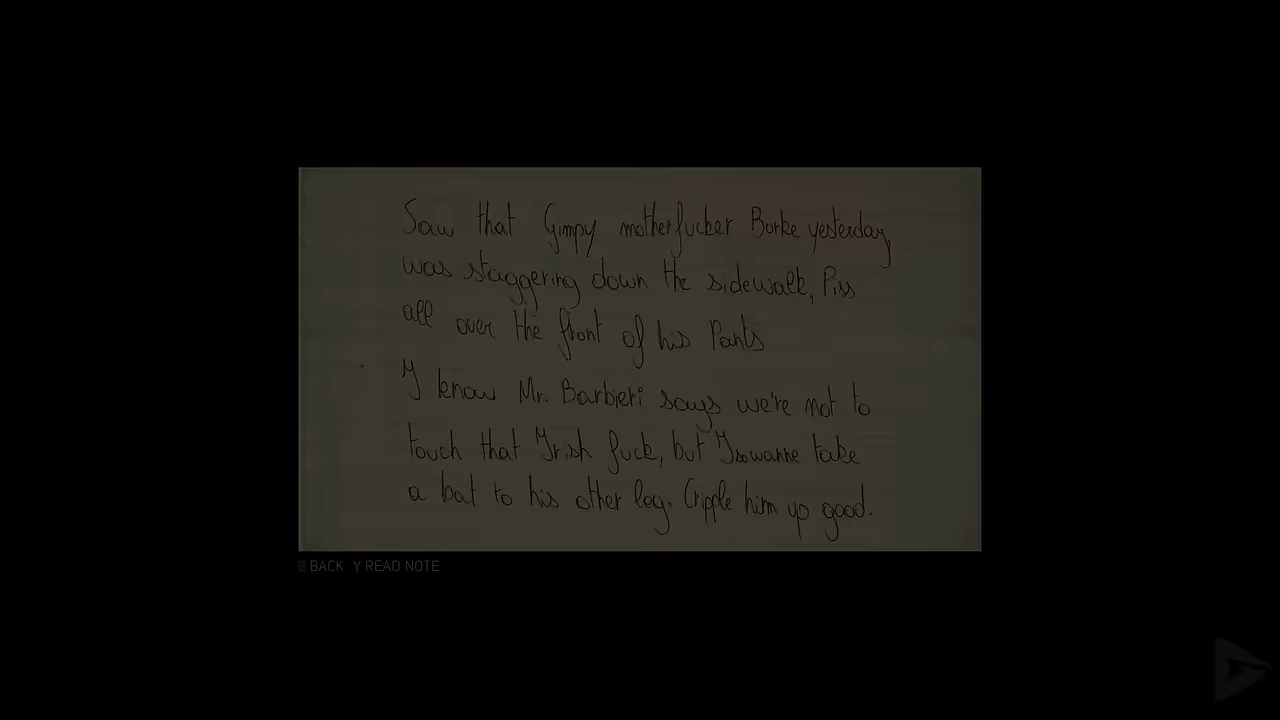 Saw that Gimpy motherfucker Burke yesterday,
was staggering down the sidewalk, Piss
all over the front of his Pants
I know Mr. Barbieri says we're not to
touch that Irish fuck, but I sowanne take
a bat to his other leg. Cripple him up good.
B BACK Y READ NOTE